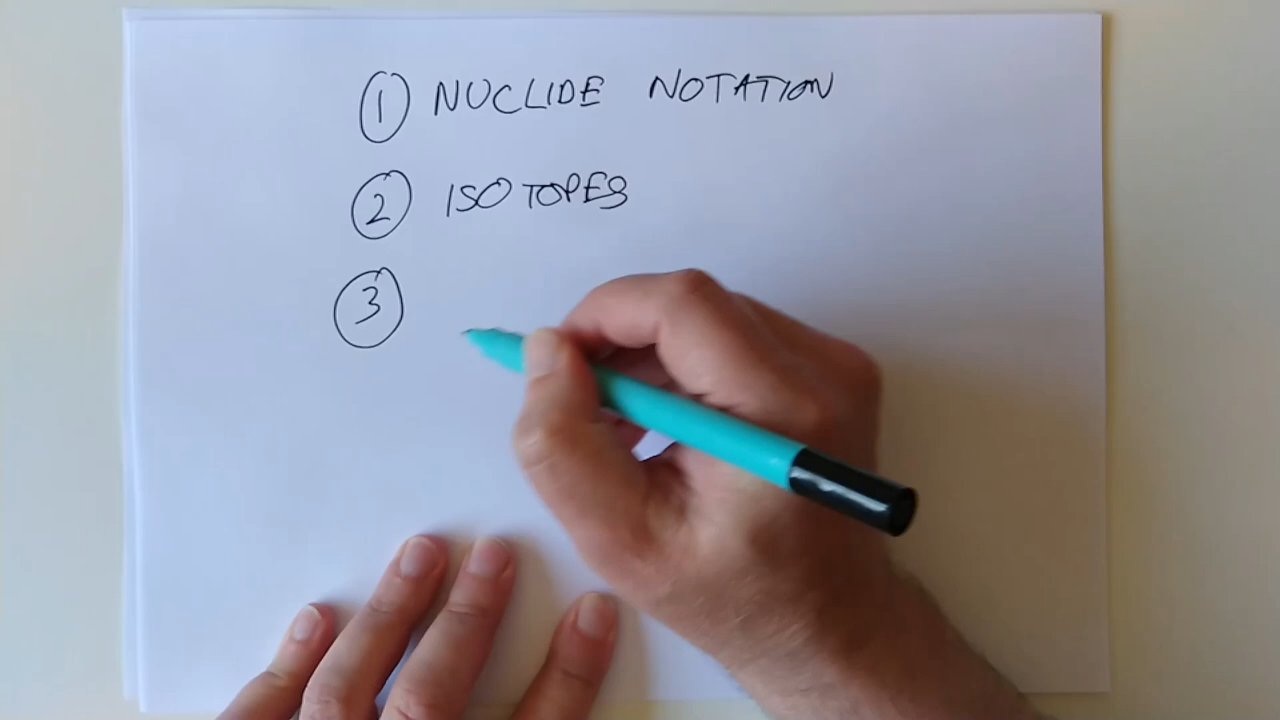 ① NUCLIDE NOTATION
② ISOTOPES
③